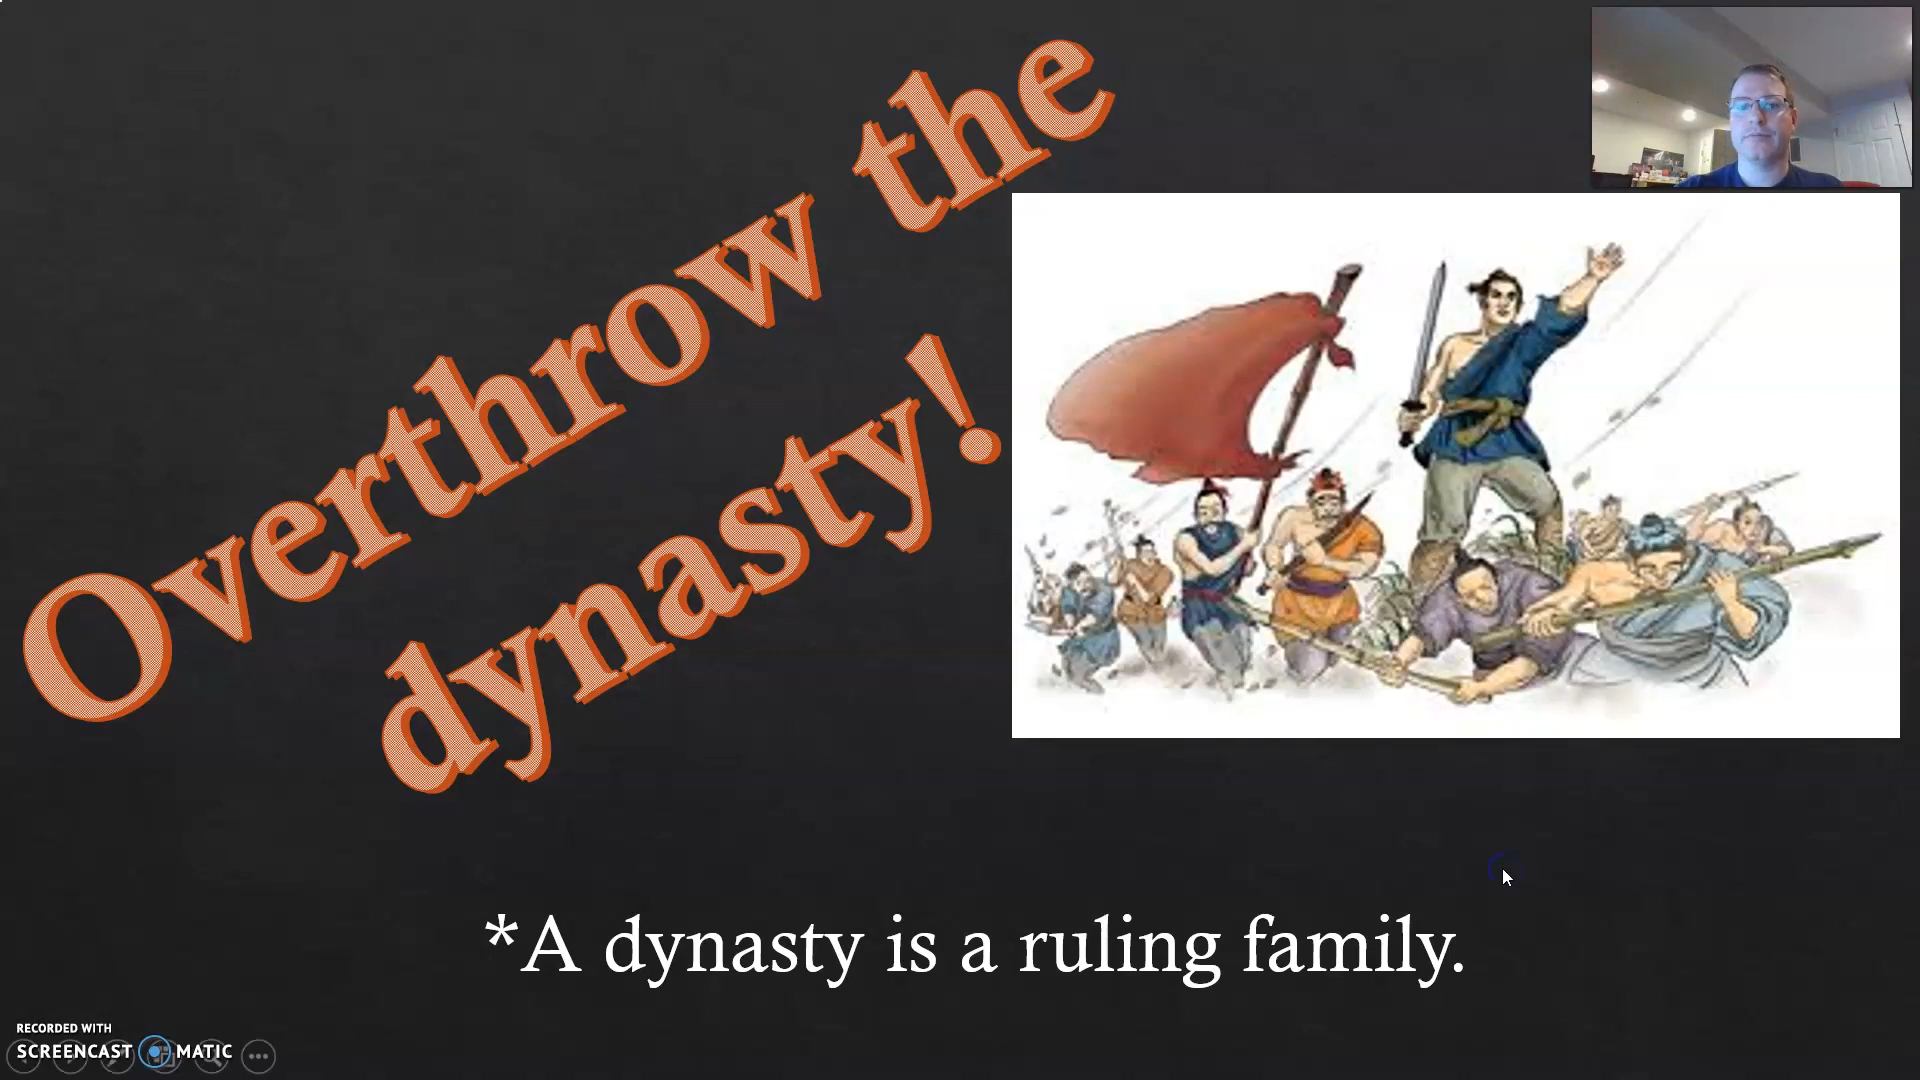 Overthrow the
dynasty!
*A dynasty is a ruling family.
RECORDED WITH
SCREENCAST MATIC